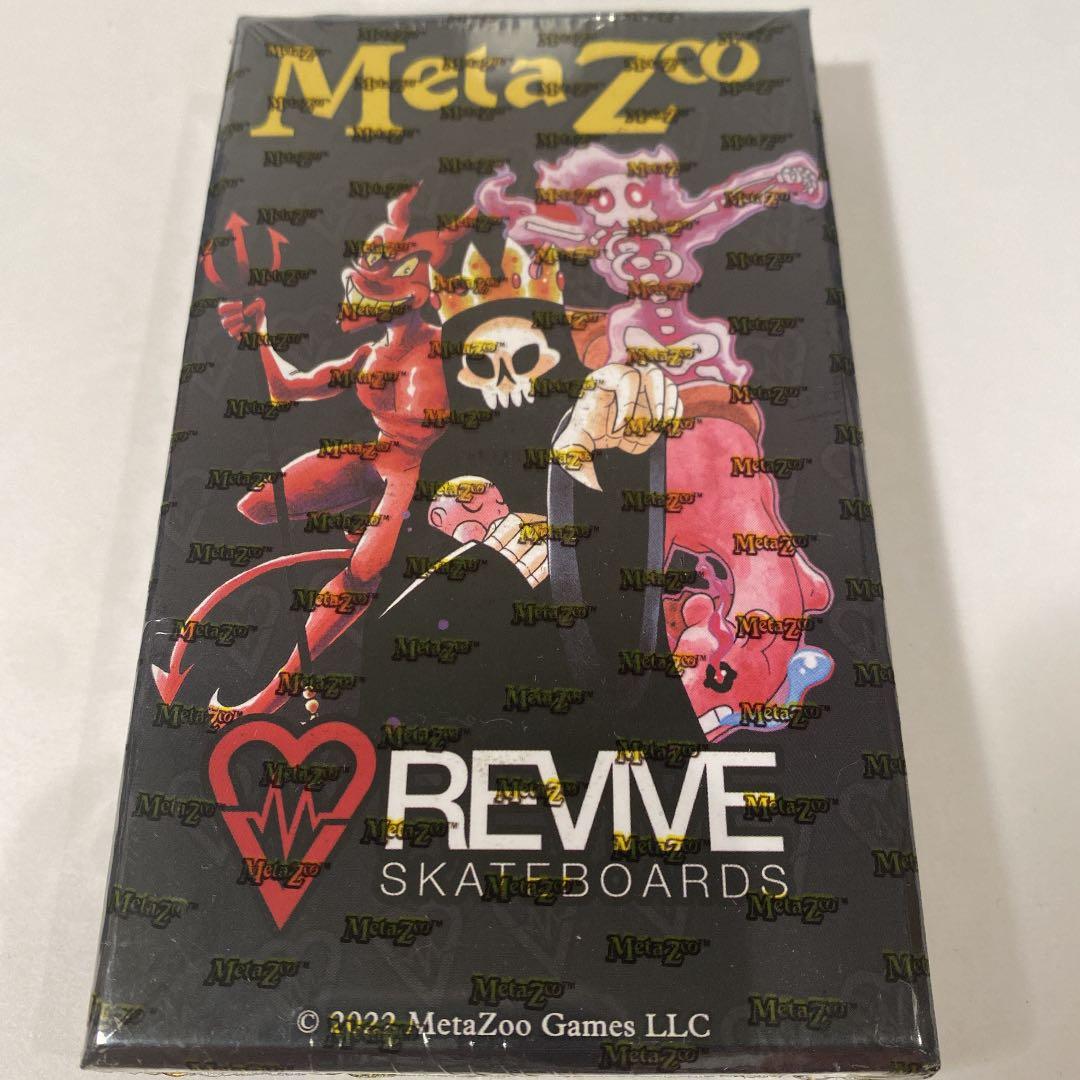 MetaZoo
REVIVE
SKATEBOARDS
© 2022 MetaZoo Games LLC